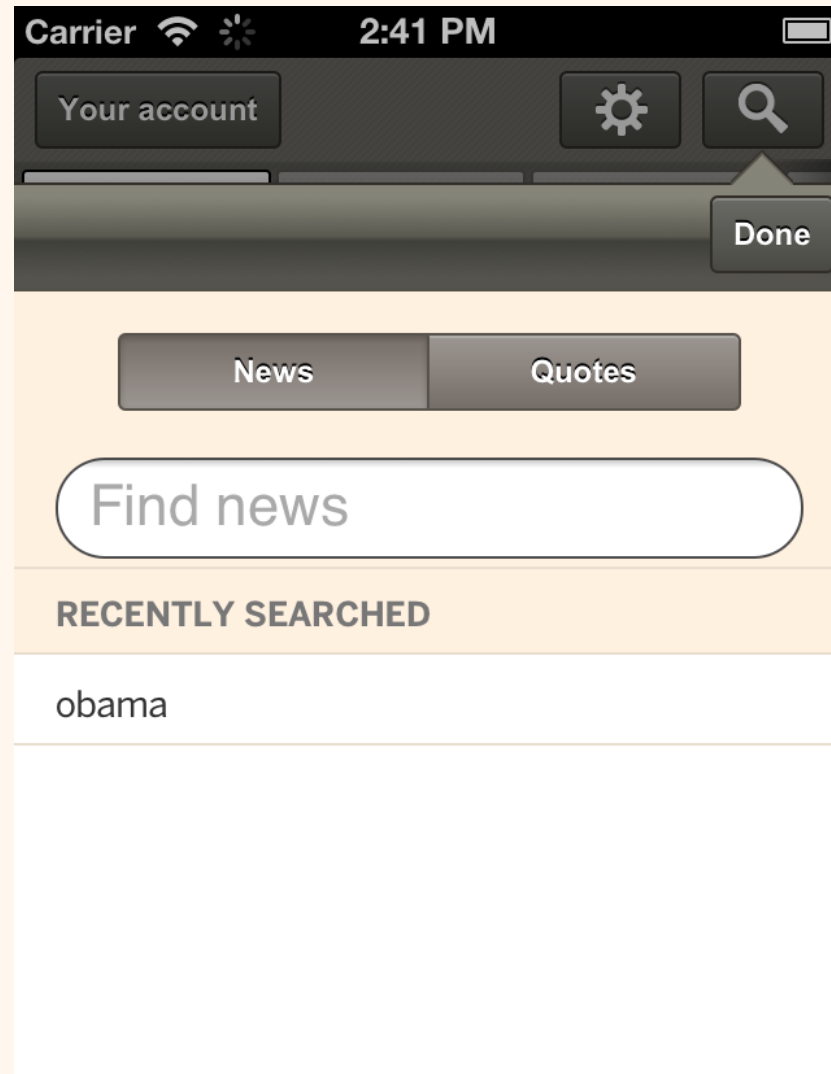 Carrier 2:41 PM
Your account
Done
News Quotes
Find news
RECENTLY SEARCHED
obama